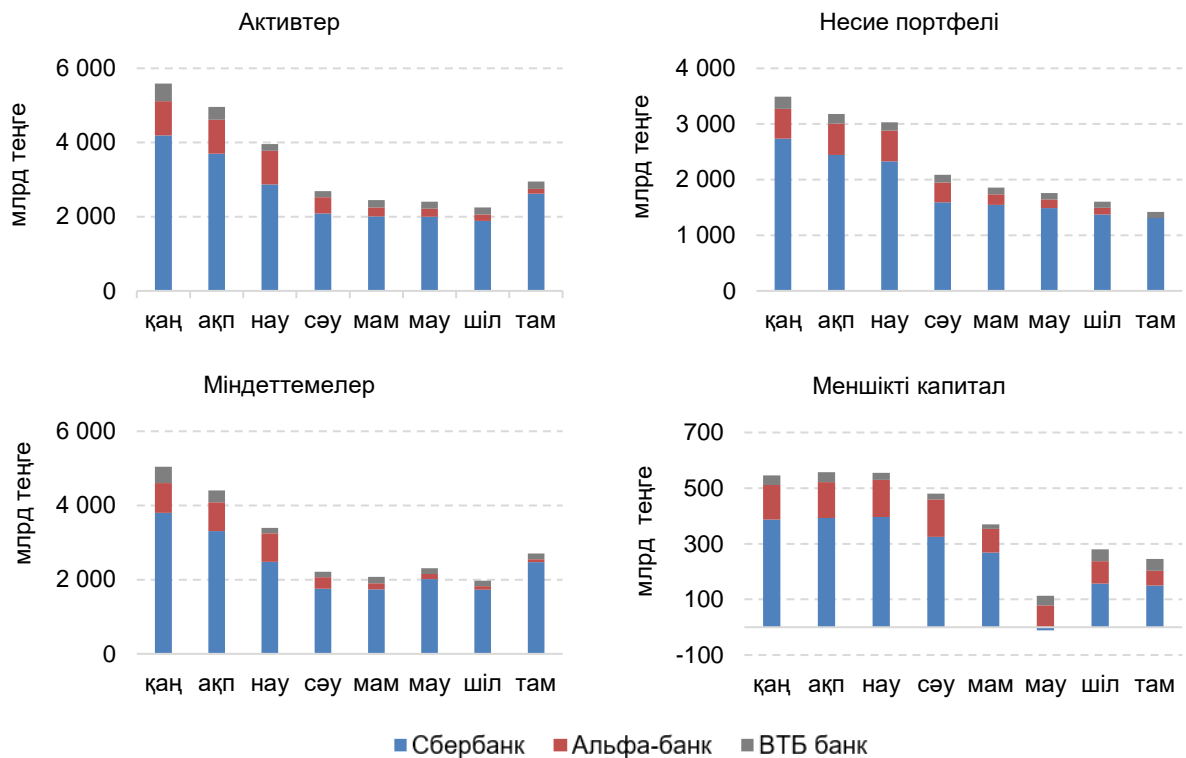 Активтер
млрд теңге
6 000
4 000
2 000
0
қаң ақп нау сәу мам мау шіл там
Несие портфелі
4 000
3 000
2 000
1 000
0
қаң ақп нау сәу мам мау шіл там
Міндеттемелер
млрд теңге
6 000
4 000
2 000
0
қаң ақп нау сәу мам мау шіл там
Меншікті капитал
млрд теңге
700
500
300
100
-100
қаң ақп нау сәу мам мау шіл там
Сбербанк Альфа-банк ВТБ банк